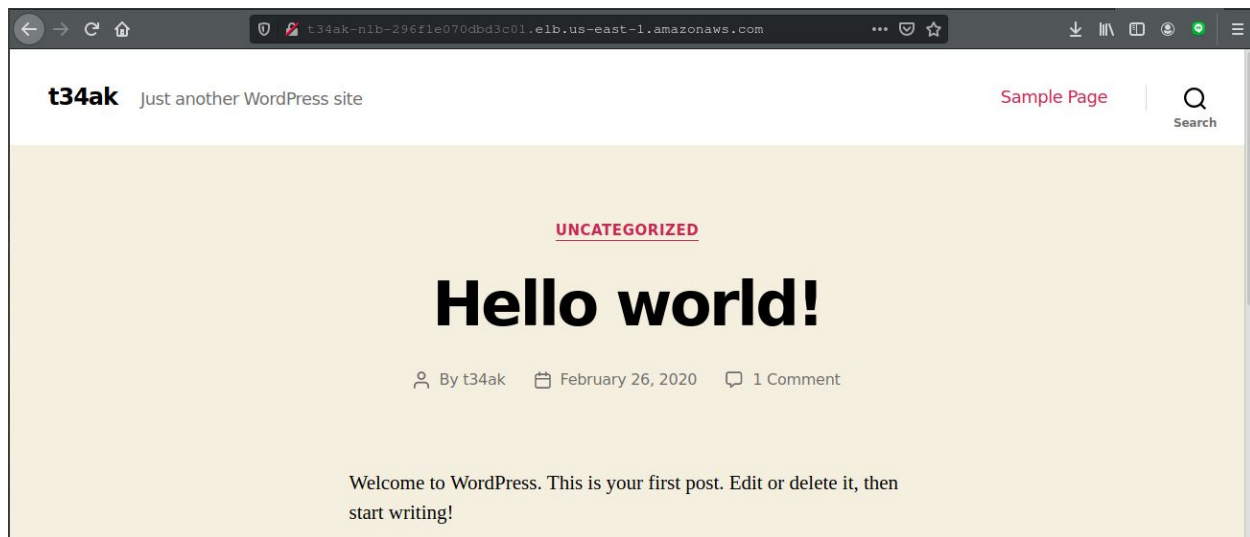 t34ak-nlb-296f1e070dbd3c01.elb.us-east-1.amazonaws.com
t34ak Just another WordPress site Sample Page
Search
UNCATEGORIZED
Hello world!
By t34ak February 26, 2020 1 Comment
Welcome to WordPress. This is your first post. Edit or delete it, then
start writing!